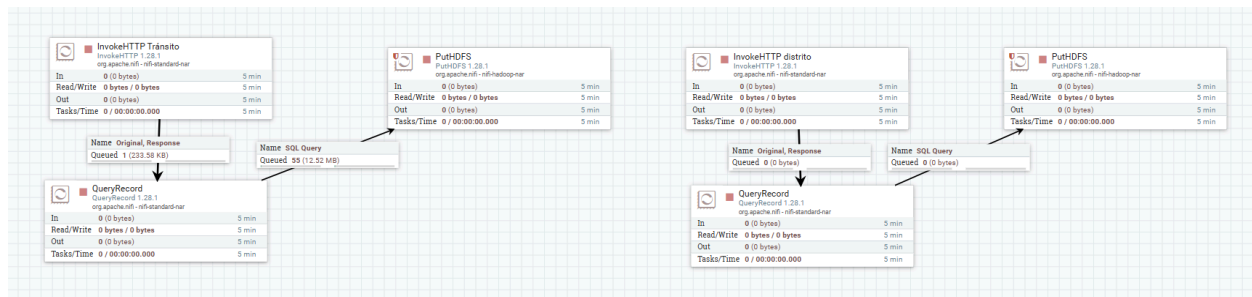 InvokeHTTP Tránsito
InvokeHTTP 1.28.1
org.apache.nifi - nifi-standard-nar
In 0 (0 bytes) 5 min
Read/Write 0 bytes / 0 bytes 5 min
Out 0 (0 bytes) 5 min
Tasks/Time 0 / 00:00:00.000 5 min
Name Original, Response
Queued 1 (233.58 KB)
QueryRecord
QueryRecord 1.28.1
org.apache.nifi - nifi-standard-nar
In 0 (0 bytes) 5 min
Read/Write 0 bytes / 0 bytes 5 min
Out 0 (0 bytes) 5 min
Tasks/Time 0 / 00:00:00.000 5 min
Name SQL Query
Queued 55 (12.52 MB)
PutHDFS
PutHDFS 1.28.1
org.apache.nifi - nifi-hadoop-nar
In 0 (0 bytes) 5 min
Read/Write 0 bytes / 0 bytes 5 min
Out 0 (0 bytes) 5 min
Tasks/Time 0 / 00:00:00.000 5 min
InvokeHTTP distrito
InvokeHTTP 1.28.1
org.apache.nifi - nifi-standard-nar
In 0 (0 bytes) 5 min
Read/Write 0 bytes / 0 bytes 5 min
Out 0 (0 bytes) 5 min
Tasks/Time 0 / 00:00:00.000 5 min
Name Original, Response
Queued 0 (0 bytes)
QueryRecord
QueryRecord 1.28.1
org.apache.nifi - nifi-standard-nar
In 0 (0 bytes) 5 min
Read/Write 0 bytes / 0 bytes 5 min
Out 0 (0 bytes) 5 min
Tasks/Time 0 / 00:00:00.000 5 min
Name SQL Query
Queued 0 (0 bytes)
PutHDFS
PutHDFS 1.28.1
org.apache.nifi - nifi-hadoop-nar
In 0 (0 bytes) 5 min
Read/Write 0 bytes / 0 bytes 5 min
Out 0 (0 bytes) 5 min
Tasks/Time 0 / 00:00:00.000 5 min